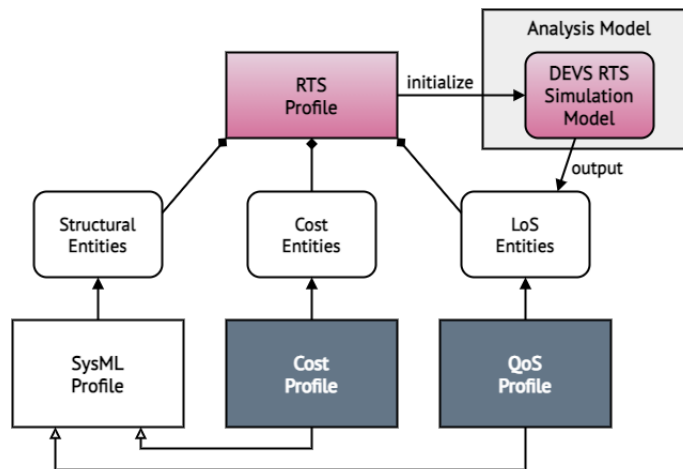 Analysis Model
RTS
Profile
initialize
DEVS RTS
Simulation
Model
output
Structural
Entities
Cost
Entities
LoS
Entities
SysML
Profile
Cost
Profile
QoS
Profile